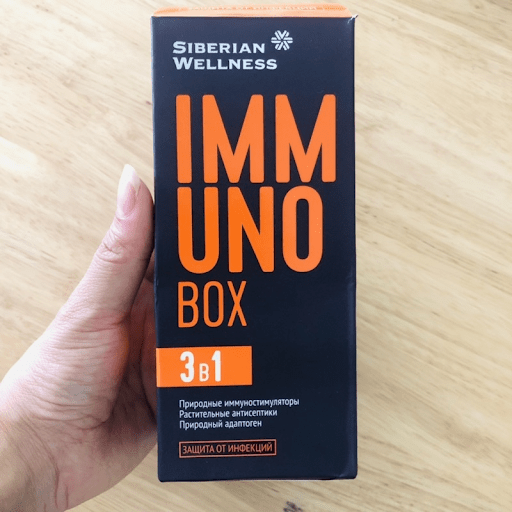 SIBERIAN
WELLNESS
IMM
UNO
BOX
3 В 1
Природные иммуностимуляторы
Растительные антисептики
Природный адаптоген
ЗАЩИТА ОТ ИНФЕКЦИЙ